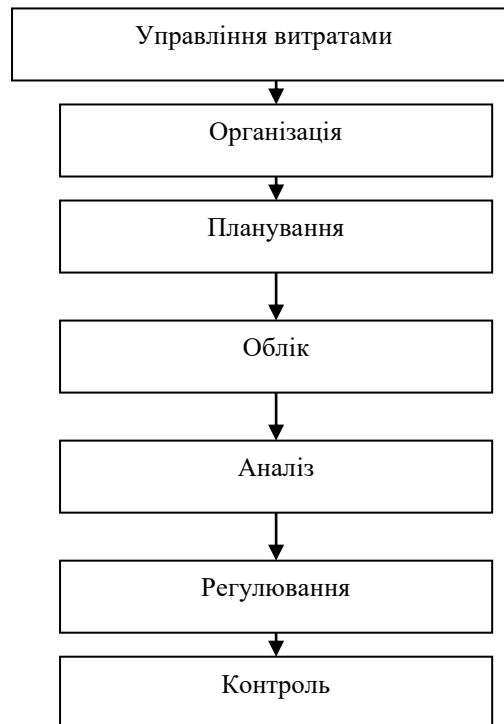 Управління витратами
Організація
Планування
Облік
Аналіз
Регулювання
Контроль